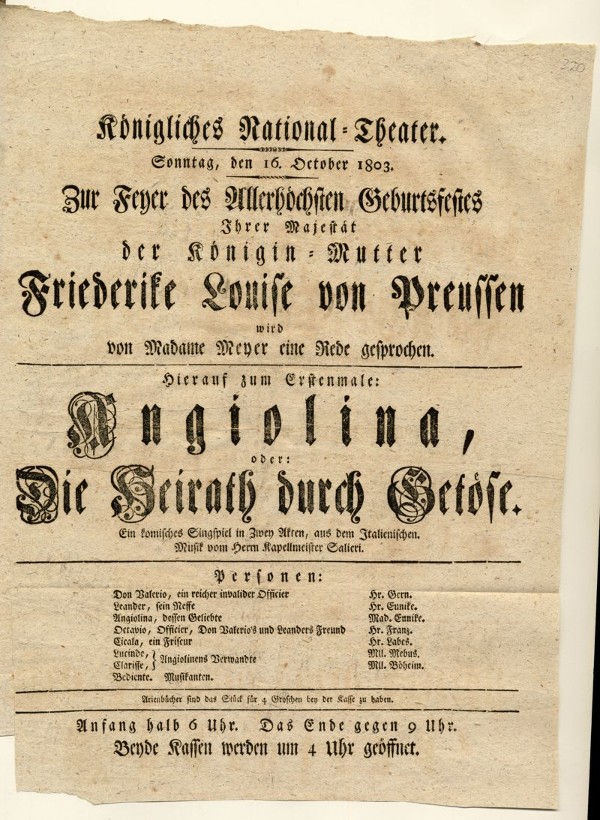 220
Königliches National-Theater.
Sonntag, den 16. October 1803.
Zur Feyer des Allerhöchsten Geburtsfestes
Ihrer Majestät
der Königin-Mutter
Friederike Louise von Preussen
wird
von Madame Meyer eine Rede gesprochen.
Hierauf zum Erstenmale:
Angiolina,
oder:
Die Heirath durch Getöse.
Ein komisches Singspiel in Zwey Akten, aus dem Italienischen.
Musik vom Herrn Kapellmeister Salieri.
Personen:
Don Valerio, ein reicher invalider Officier Hr. Gern.
Leander, sein Neffe Hr. Eunike.
Angiolina, dessen Geliebte Mad. Eunike.
Octavio, Officier, Don Valerio's und Leanders Freund Hr. Franz.
Cicala, ein Friseur Hr. Labes.
Lucinde, } Angiolinens Verwandte Mll. Mebus.
Clarisse, Mll. Böheim.
Bediente. Musikanten.
Arienbücher sind das Stück für 4 Groschen bey der Kasse zu haben.
Anfang halb 6 Uhr. Das Ende gegen 9 Uhr.
Beyde Kassen werden um 4 Uhr geöffnet.